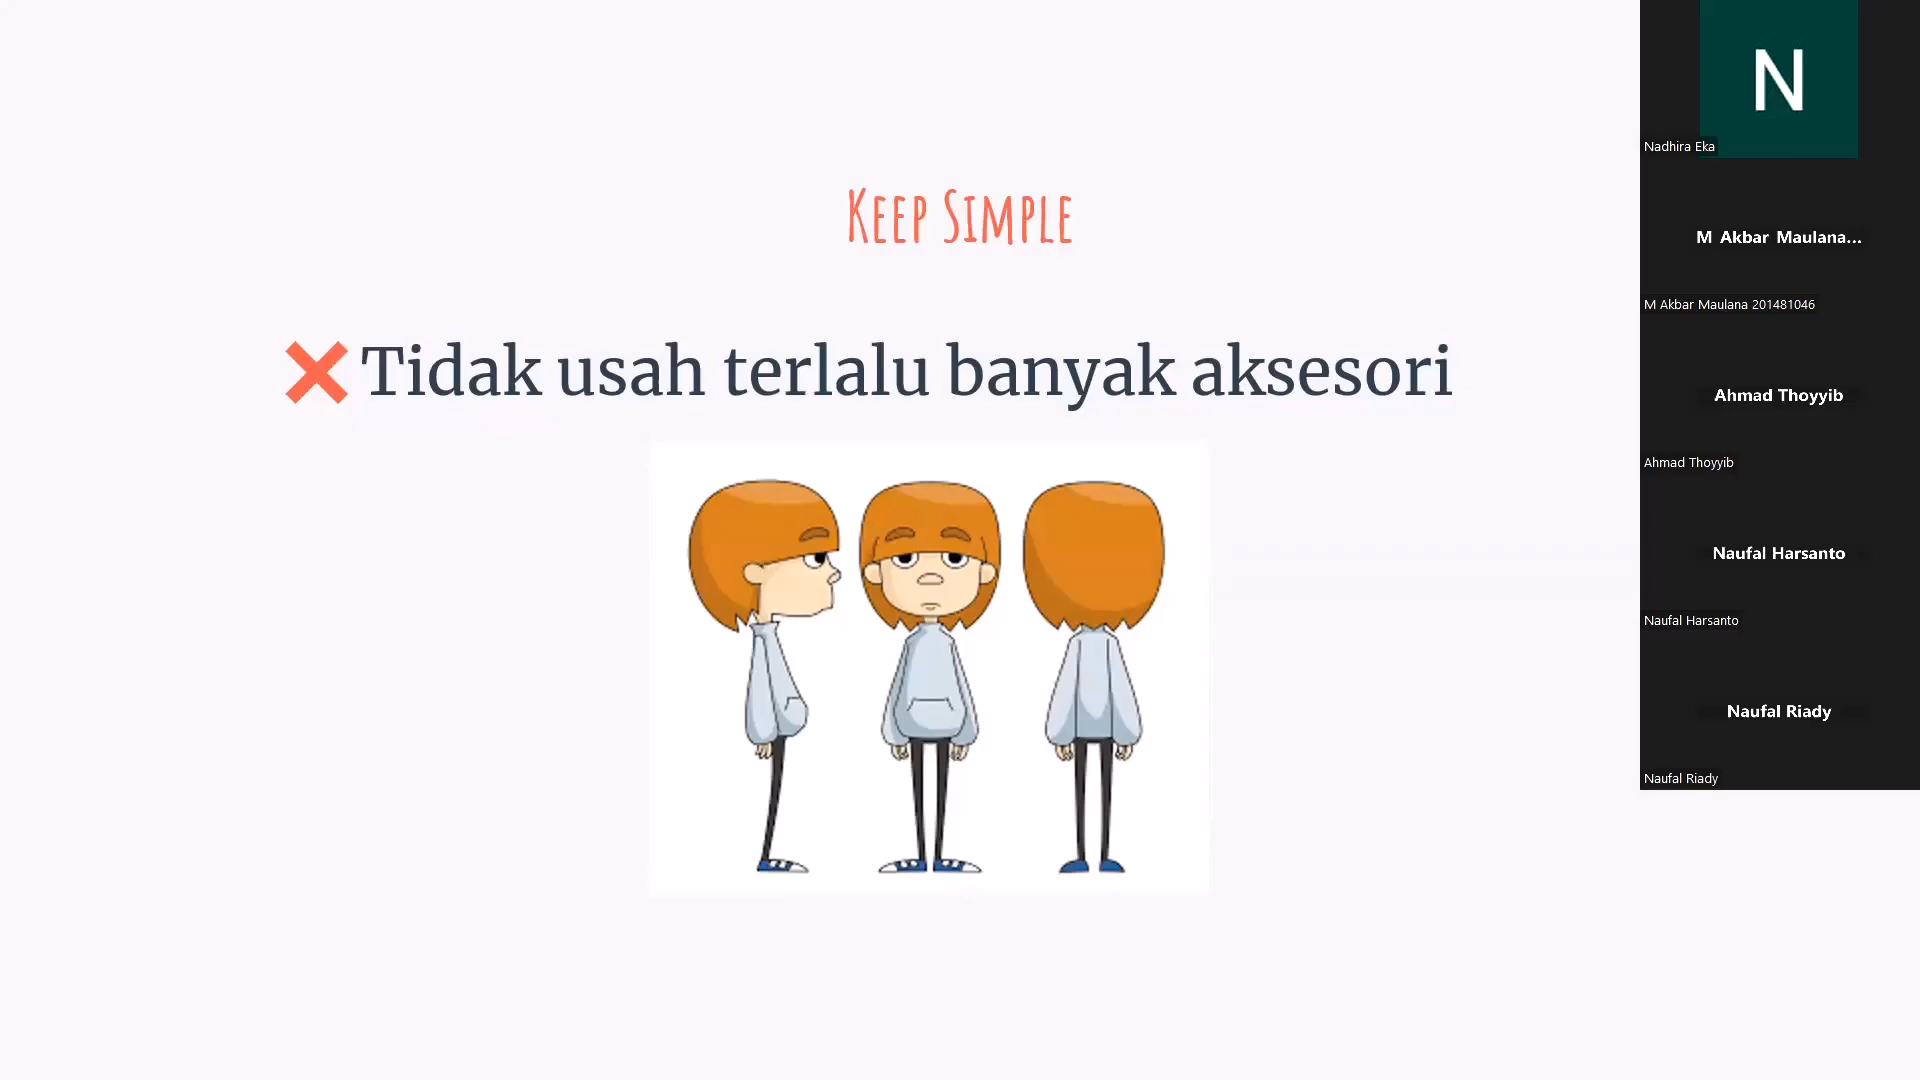 Keep Simple
❌ Tidak usah terlalu banyak aksesori
N
Nadhira Eka
M Akbar Maulana...
M Akbar Maulana 201481046
Ahmad Thoyyib
Ahmad Thoyyib
Naufal Harsanto
Naufal Harsanto
Naufal Riady
Naufal Riady